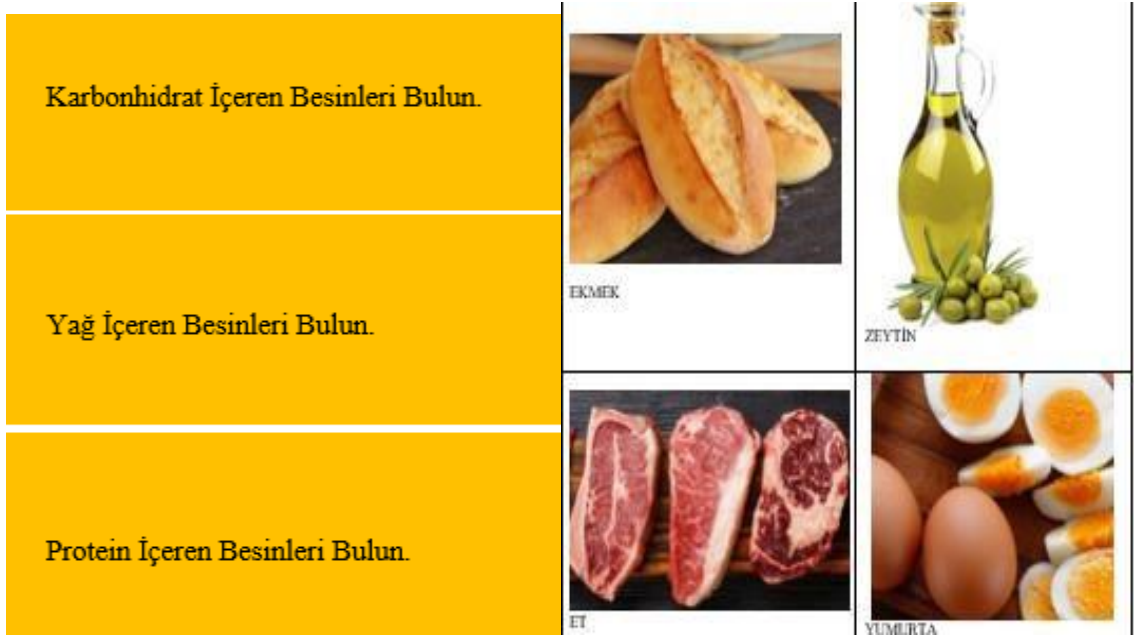 Karbonhidrat İçeren Besinleri Bulun.
Yağ İçeren Besinleri Bulun.
Protein İçeren Besinleri Bulun.
EKMEK
ZEYTİN
ET
YUMURTA